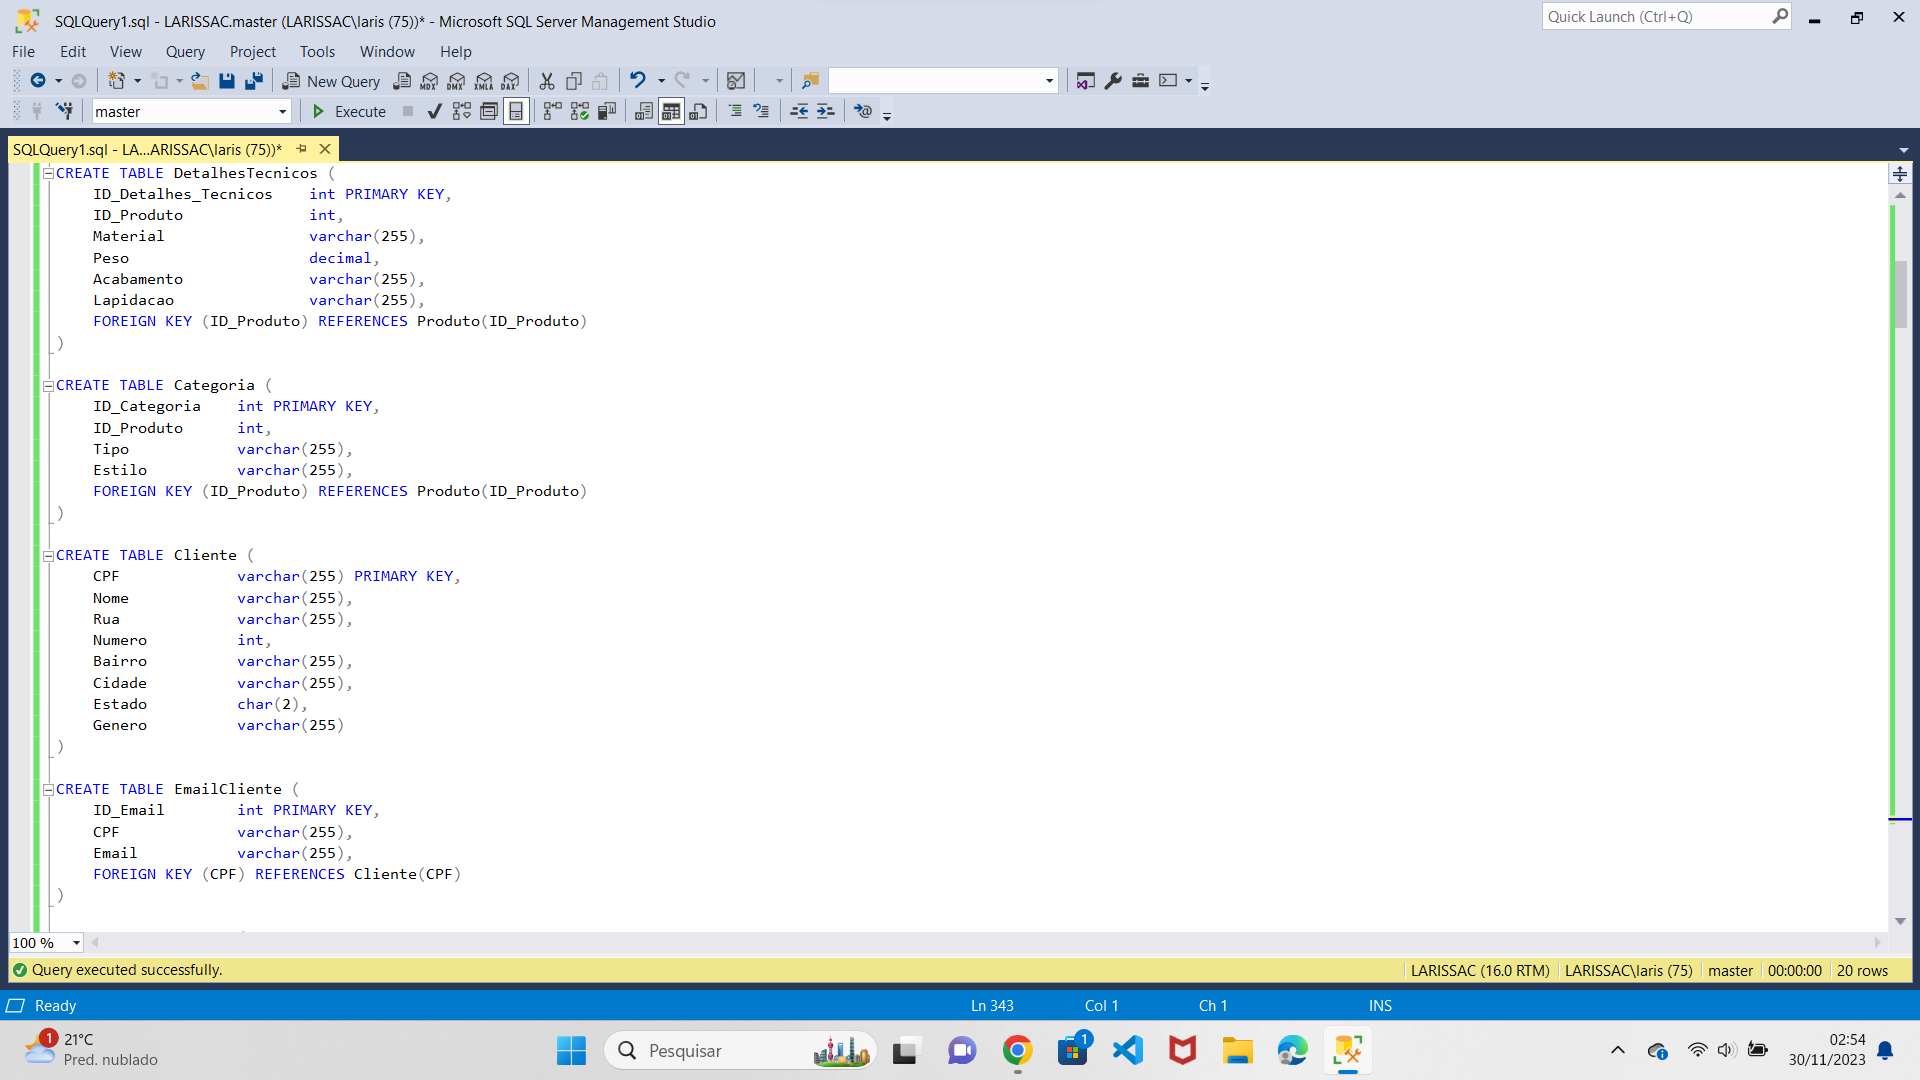 SQLQuery1.sql - LARISSAC.master (LARISSAC\laris (75))* - Microsoft SQL Server Management Studio
Quick Launch (Ctrl+Q)
File Edit View Query Project Tools Window Help
New Query MDX DMX XMLA DAX
master Execute
SQLQuery1.sql - LA...ARISSAC\laris (75))*
CREATE TABLE DetalhesTecnicos (
ID_Detalhes_Tecnicos int PRIMARY KEY,
ID_Produto int,
Material varchar(255),
Peso decimal,
Acabamento varchar(255),
Lapidacao varchar(255),
FOREIGN KEY (ID_Produto) REFERENCES Produto(ID_Produto)
)
CREATE TABLE Categoria (
ID_Categoria int PRIMARY KEY,
ID_Produto int,
Tipo varchar(255),
Estilo varchar(255),
FOREIGN KEY (ID_Produto) REFERENCES Produto(ID_Produto)
)
CREATE TABLE Cliente (
CPF varchar(255) PRIMARY KEY,
Nome varchar(255),
Rua varchar(255),
Numero int,
Bairro varchar(255),
Cidade varchar(255),
Estado char(2),
Genero varchar(255)
)
CREATE TABLE EmailCliente (
ID_Email int PRIMARY KEY,
CPF varchar(255),
Email varchar(255),
FOREIGN KEY (CPF) REFERENCES Cliente(CPF)
)
100 %
Query executed successfully. LARISSAC (16.0 RTM) LARISSAC\laris (75) master 00:00:00 20 rows
Ready Ln 343 Col 1 Ch 1 INS
1 21°C
Pred. nublado
Pesquisar
1
02:54
30/11/2023